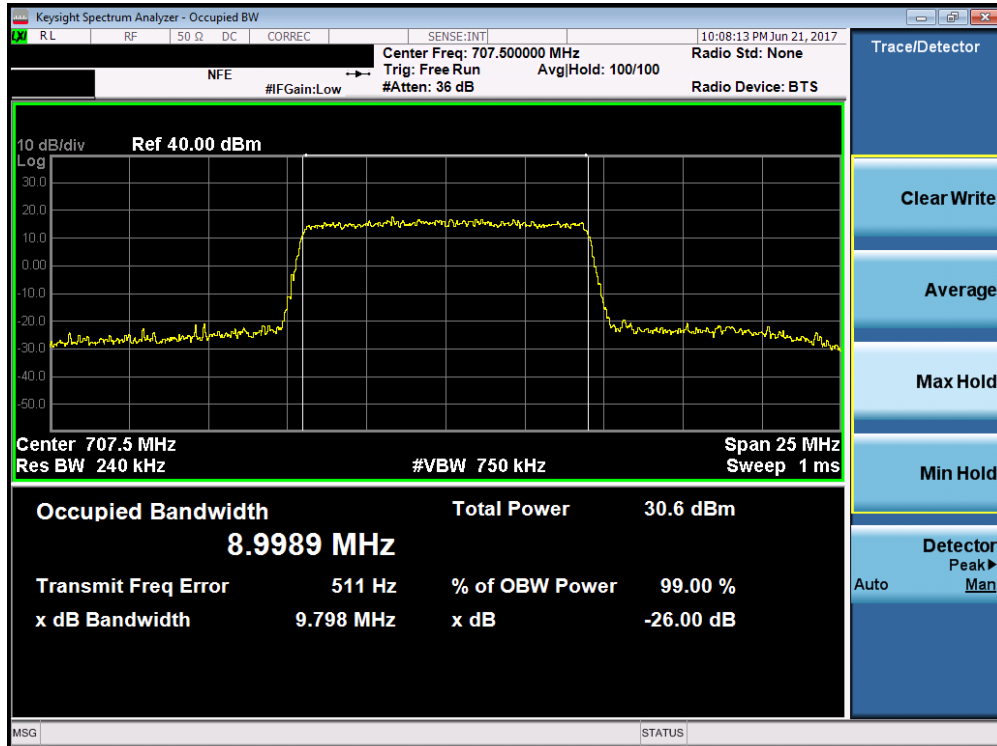 Keysight Spectrum Analyzer - Occupied BW
LXI RL RF 50 Ω DC CORREC SENSE:INT 10:08:13 PM Jun 21, 2017
Center Freq: 707.500000 MHz Radio Std: None
NFE Trig: Free Run Avg|Hold: 100/100
#IFGain:Low #Atten: 36 dB Radio Device: BTS
10 dB/div Ref 40.00 dBm
Log
30.0
20.0
10.0
0.00
-10.0
-20.0
-30.0
-40.0
-50.0
Center 707.5 MHz Span 25 MHz
Res BW 240 kHz #VBW 750 kHz Sweep 1 ms
Occupied Bandwidth Total Power 30.6 dBm
8.9989 MHz
Transmit Freq Error 511 Hz % of OBW Power 99.00 %
x dB Bandwidth 9.798 MHz x dB -26.00 dB
MSG STATUS
Trace/Detector
Clear Write
Average
Max Hold
Min Hold
Detector
Peak▶
Auto Man